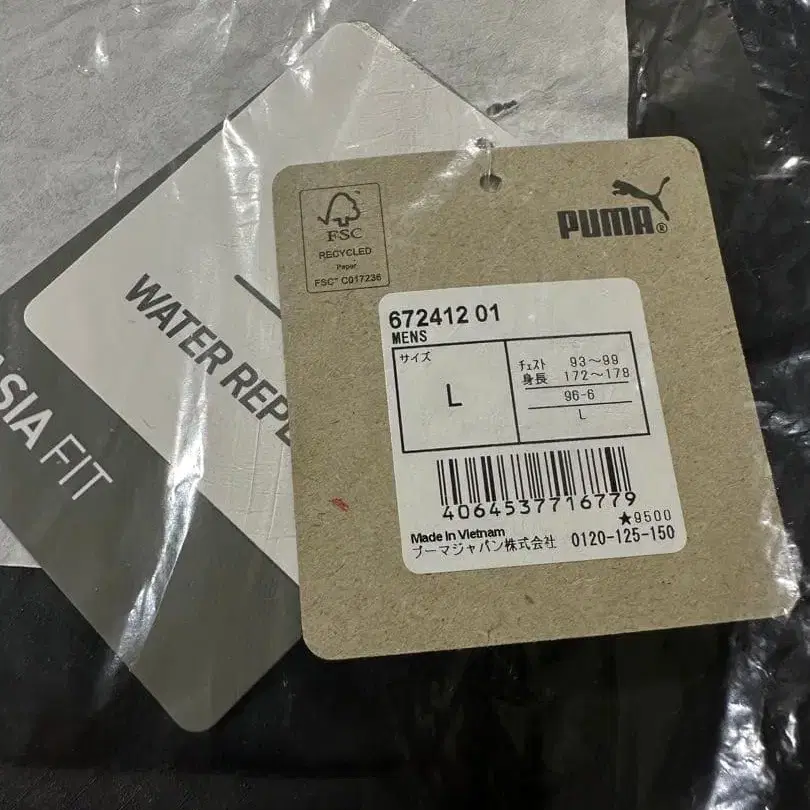 PUMA®
FSC
RECYCLED
Paper
FSC™ C017236
672412 01
MENS
サイズ
L
チェスト 93～99
身長 172～178
96-6
L
4064537716779
★9500
Made In Vietnam
プーマジャパン株式会社 0120-125-150
WATER REPE
ASIA FIT